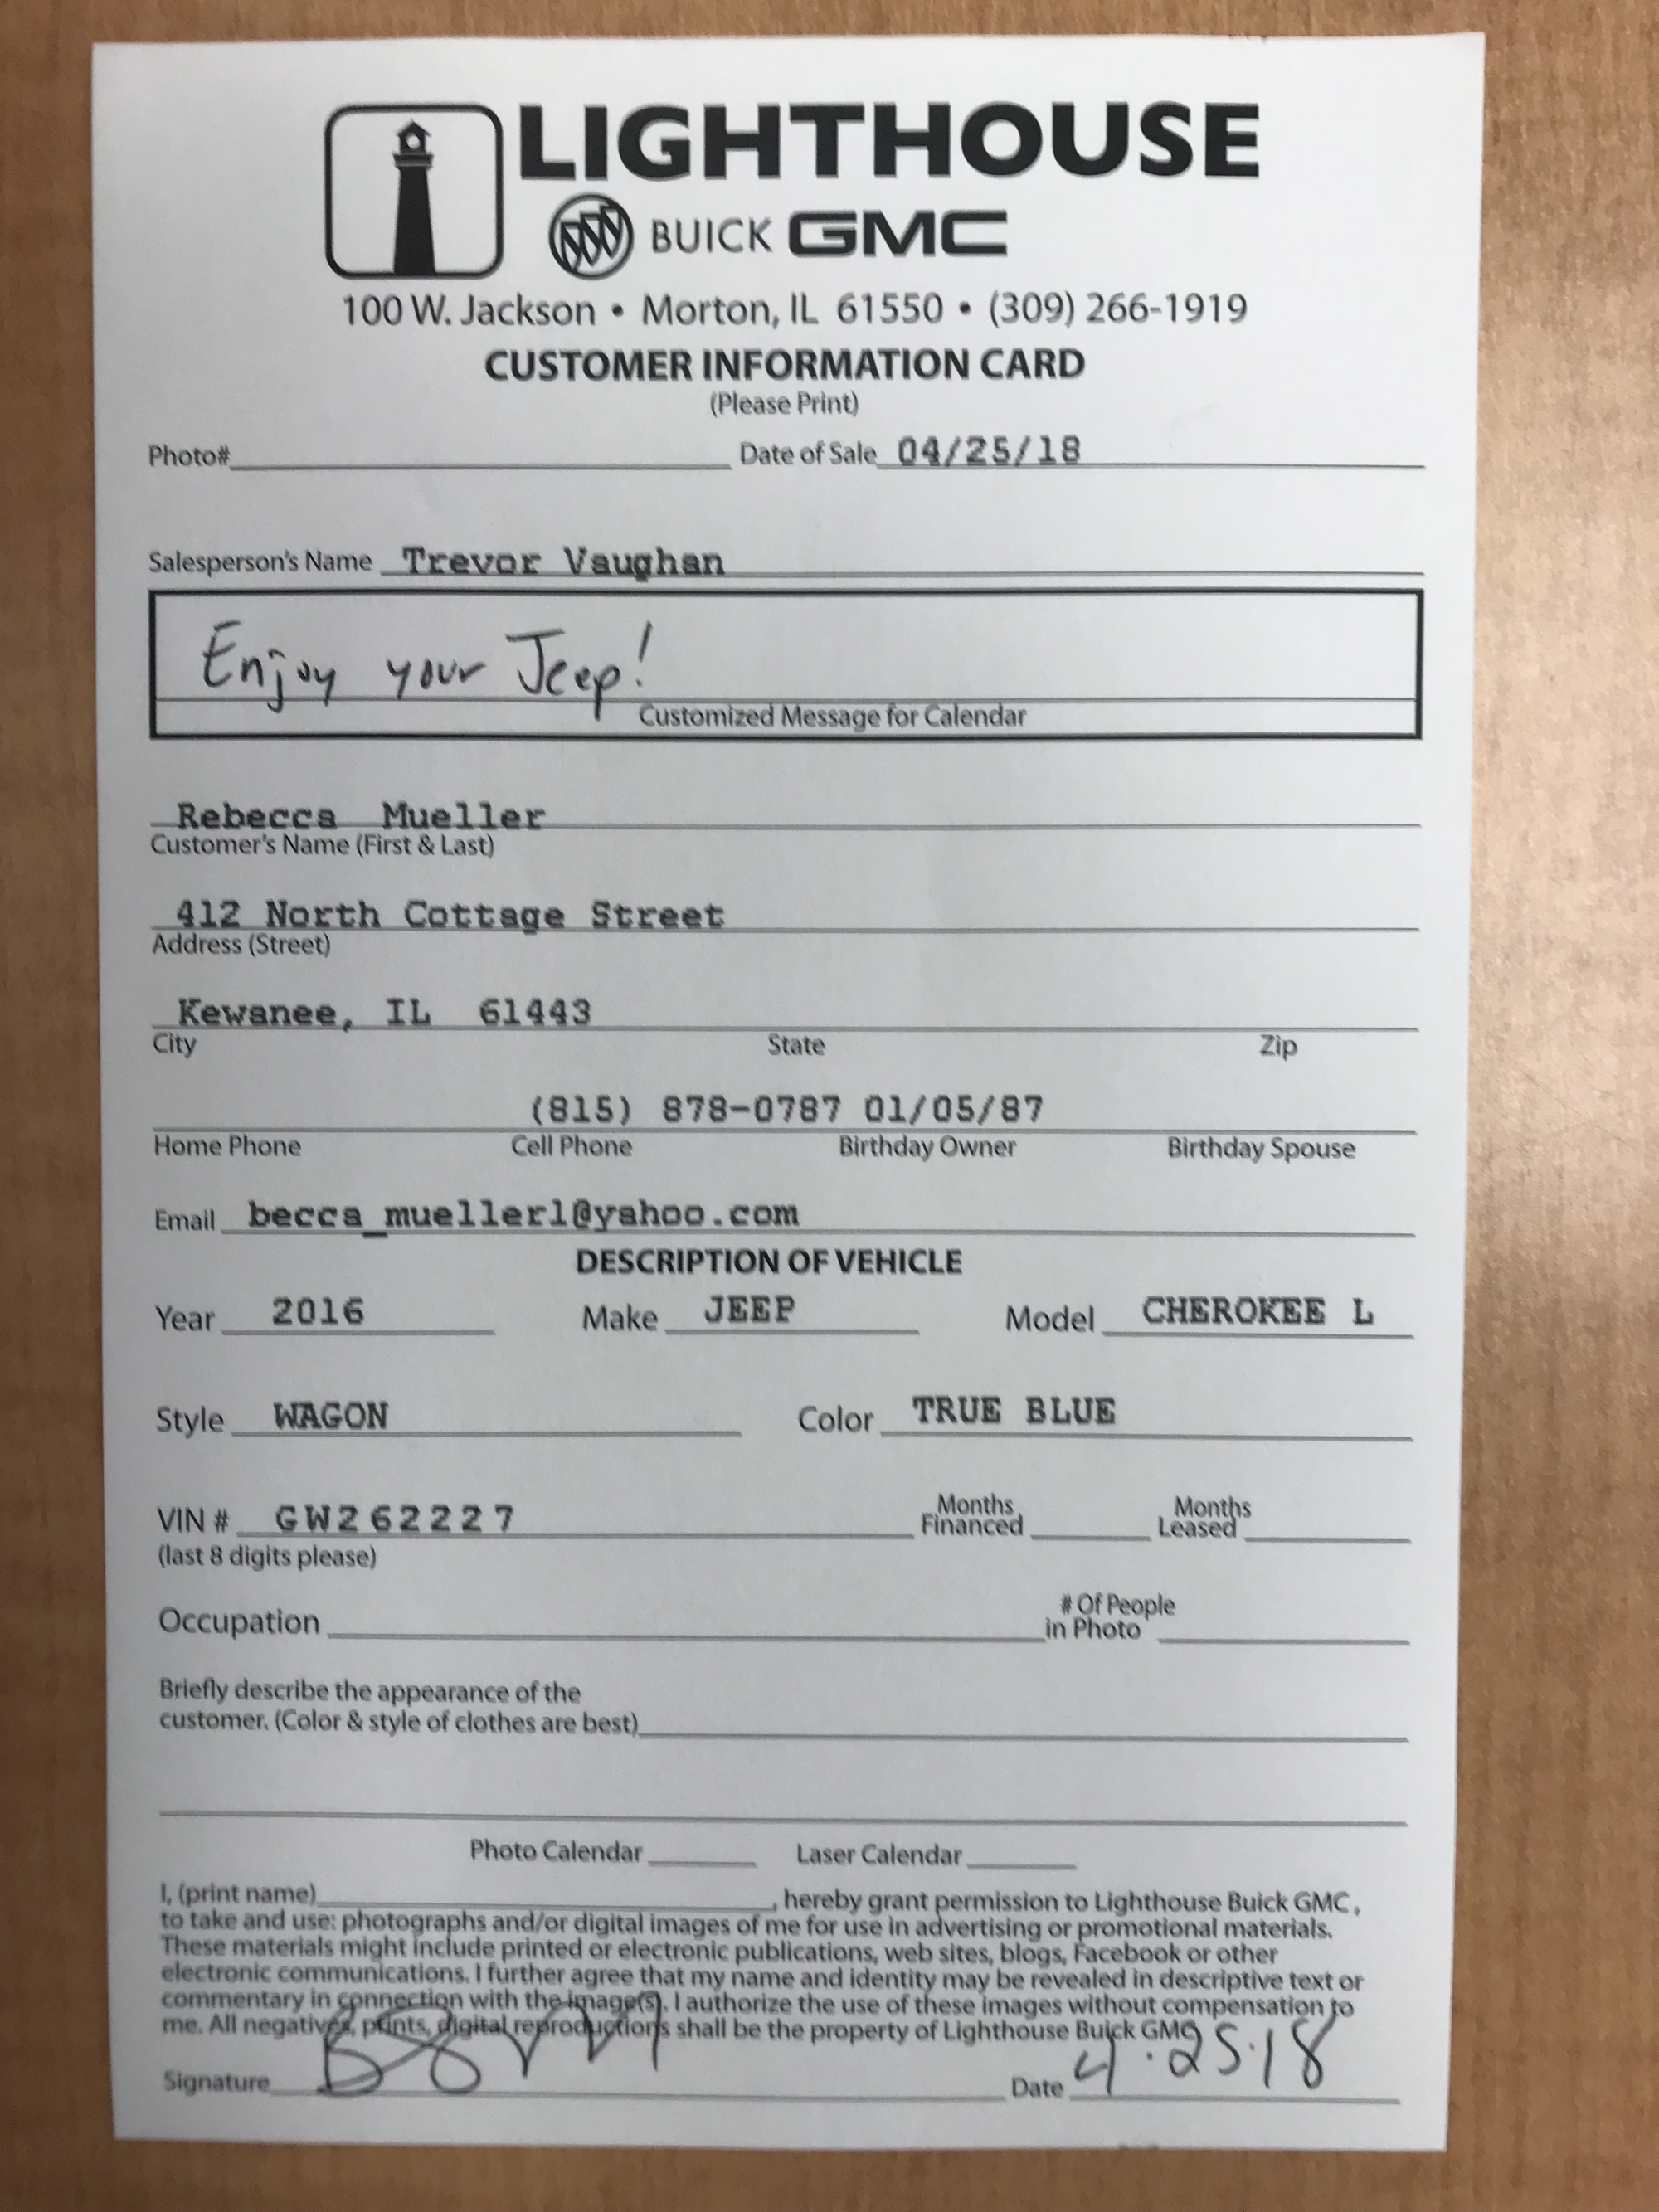 LIGHTHOUSE
BUICK GMC
100 W. Jackson • Morton, IL 61550 • (309) 266-1919
CUSTOMER INFORMATION CARD
(Please Print)
Photo# Date of Sale 04/25/18
Salesperson's Name Trevor Vaughan
Enjoy your Jeep!
Customized Message for Calendar
Rebecca Mueller
Customer's Name (First & Last)
412 North Cottage Street
Address (Street)
Kewanee, IL 61443
City State Zip
(815) 878-0787 01/05/87
Home Phone Cell Phone Birthday Owner Birthday Spouse
Email becca_mueller1@yahoo.com
DESCRIPTION OF VEHICLE
Year 2016 Make JEEP Model CHEROKEE L
Style WAGON Color TRUE BLUE
VIN # GW262227 Months Financed Months Leased
(last 8 digits please)
Occupation # Of People in Photo
Briefly describe the appearance of the
customer. (Color & style of clothes are best)
Photo Calendar Laser Calendar
I, (print name) , hereby grant permission to Lighthouse Buick GMC,
to take and use: photographs and/or digital images of me for use in advertising or promotional materials.
These materials might include printed or electronic publications, web sites, blogs, Facebook or other
electronic communications. I further agree that my name and identity may be revealed in descriptive text or
commentary in connection with the image(s). I authorize the use of these images without compensation to
me. All negatives, prints, digital reproductions shall be the property of Lighthouse Buick GMC
Signature Date 4.25.18